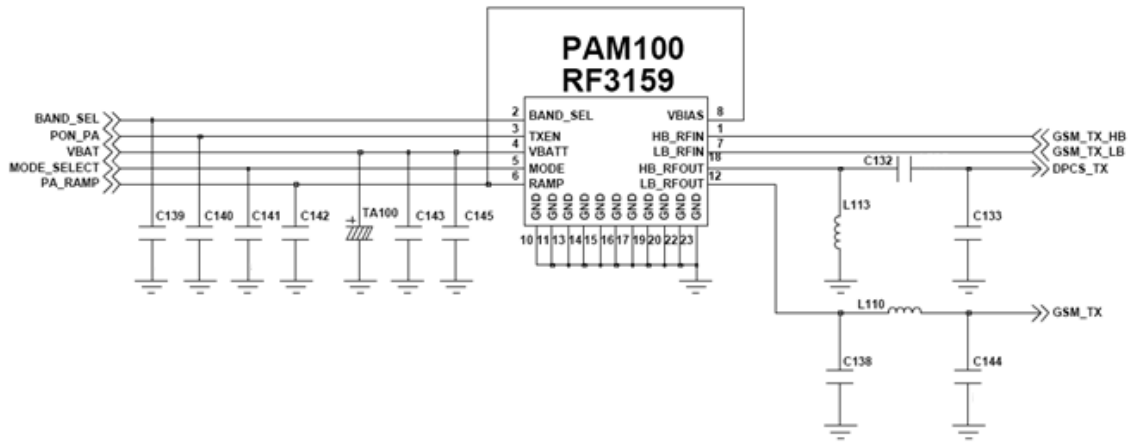 PAM100
RF3159
BAND_SEL 2 BAND_SEL VBIAS 8
PON_PA 3 TXEN HB_RFIN 1 GSM_TX_HB
VBAT 4 VBATT LB_RFIN 7 GSM_TX_LB
MODE_SELECT 5 MODE HB_RFOUT 18 C132 DPCS_TX
PA_RAMP 6 RAMP LB_RFOUT 12
GND GND GND GND GND GND GND GND GND GND
C139 C140 C141 C142 + TA100 C143 C145 L113 C133
10 11 13 14 15 16 17 19 20 22 23
L110 GSM_TX
C138 C144